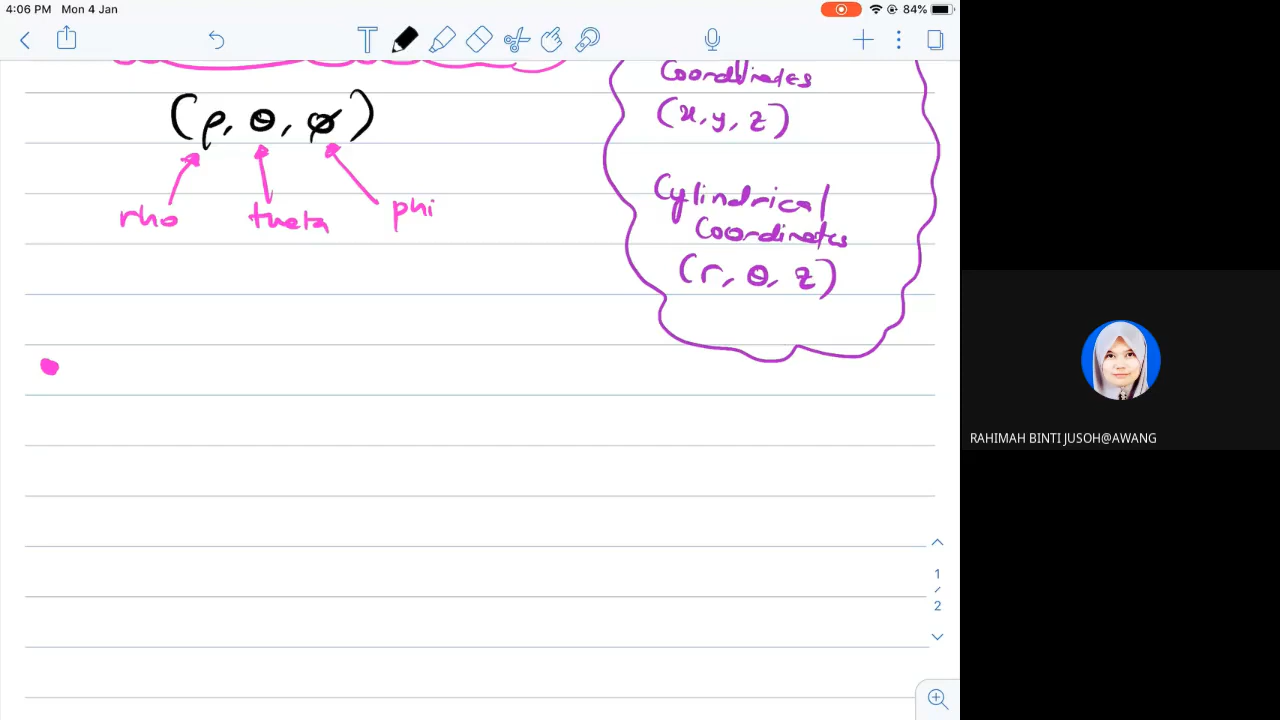 4:06 PM Mon 4 Jan
84%
(ρ, θ, φ)
rho theta phi
Coordinates
(x, y, z)
Cylindrical
Coordinates
(r, θ, z)
1
/
2
RAHIMAH BINTI JUSOH@AWANG